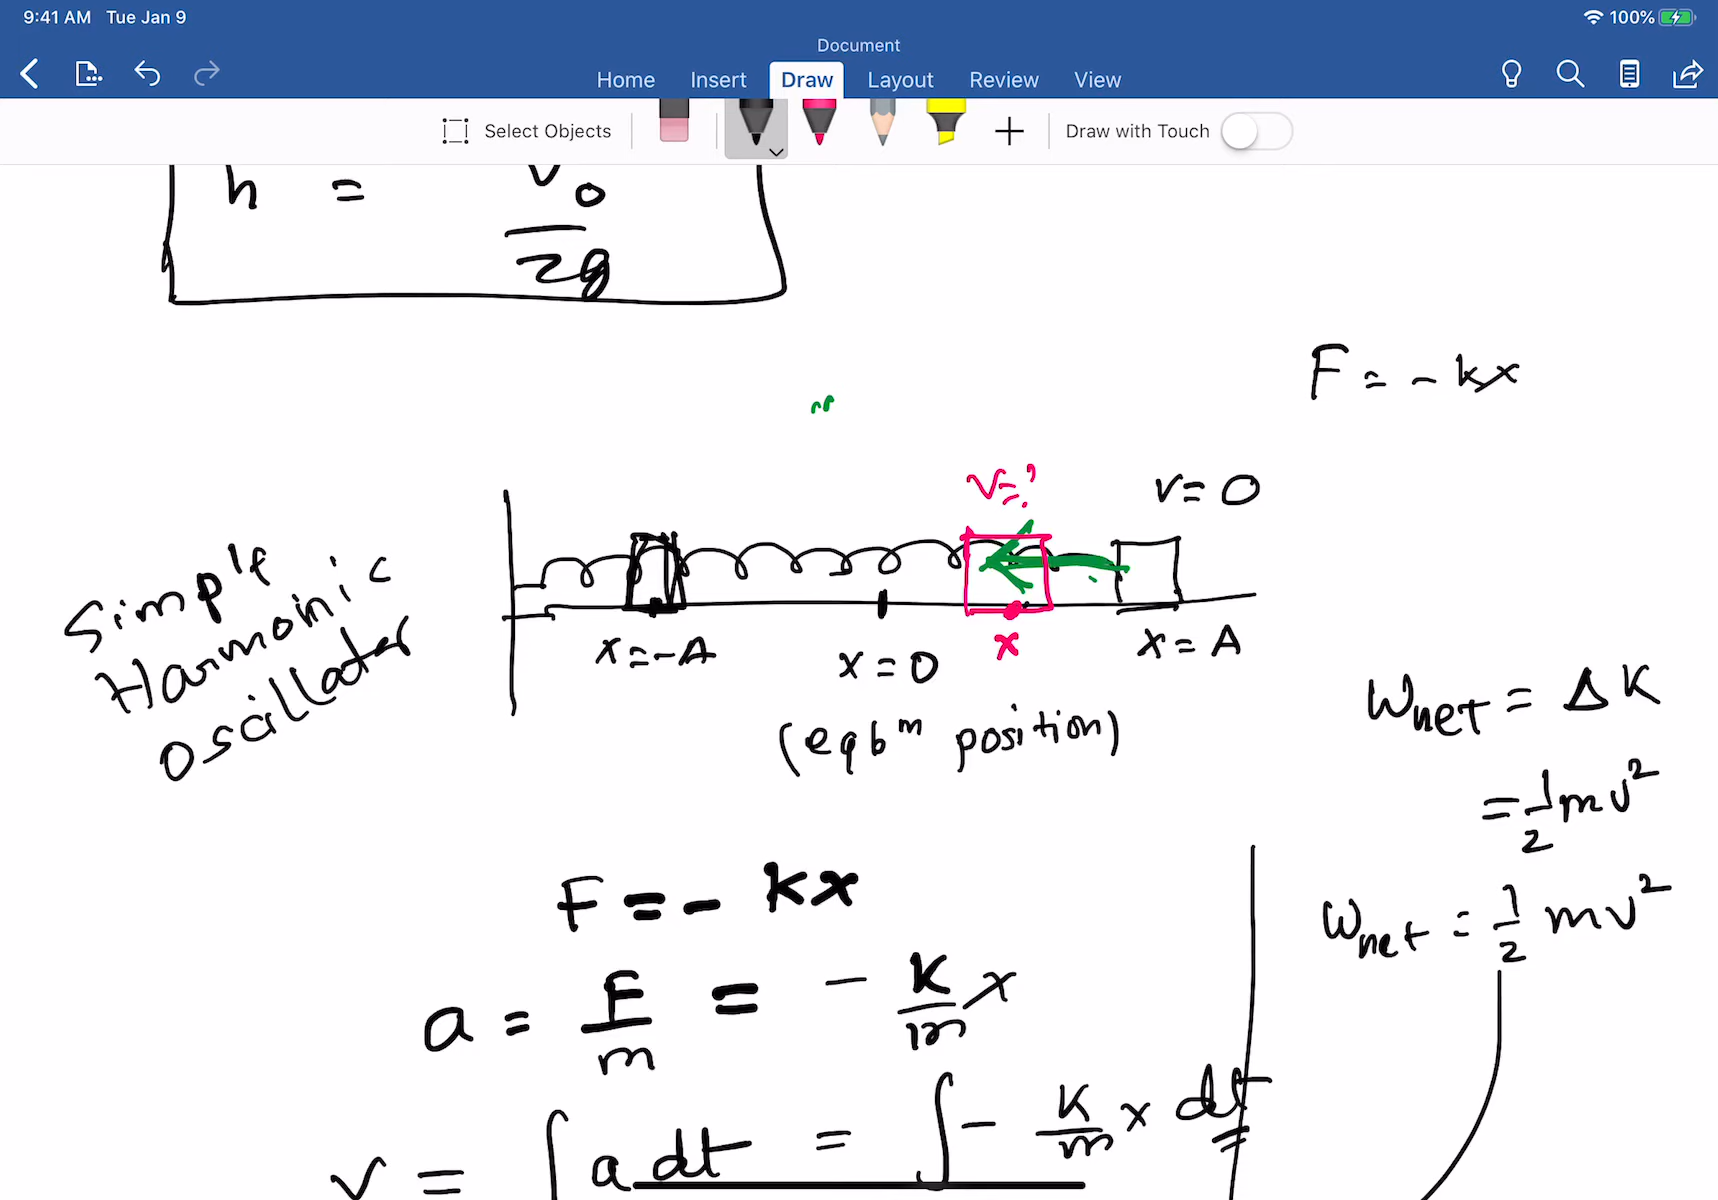 9:41 AM Tue Jan 9
100%
Document
Home Insert Draw Layout Review View
Select Objects
Draw with Touch
h = v₀
2g
F = - kx
v=?
v=0
Simple
Harmonic
oscillator
x=-A
x=0
x
x=A
(eqbᵐ position)
Wnet = ΔK
= 1/2 mv²
F = - kx
Wnet = 1/2 mv²
a = F/m = - K/m x
v = ∫ a dt = ∫ - K/m x dt